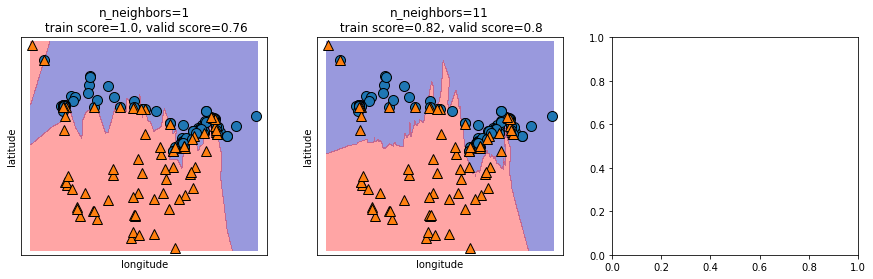 n_neighbors=1
train score=1.0, valid score=0.76
latitude
longitude
n_neighbors=11
train score=0.82, valid score=0.8
latitude
longitude
1.0
0.8
0.6
0.4
0.2
0.0
0.0 0.2 0.4 0.6 0.8 1.0